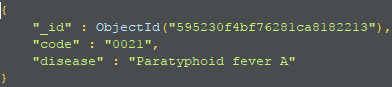 {
    "_id" : ObjectId("595230f4bf76281ca8182213"),
    "code" : "0021",
    "disease" : "Paratyphoid fever A"
}